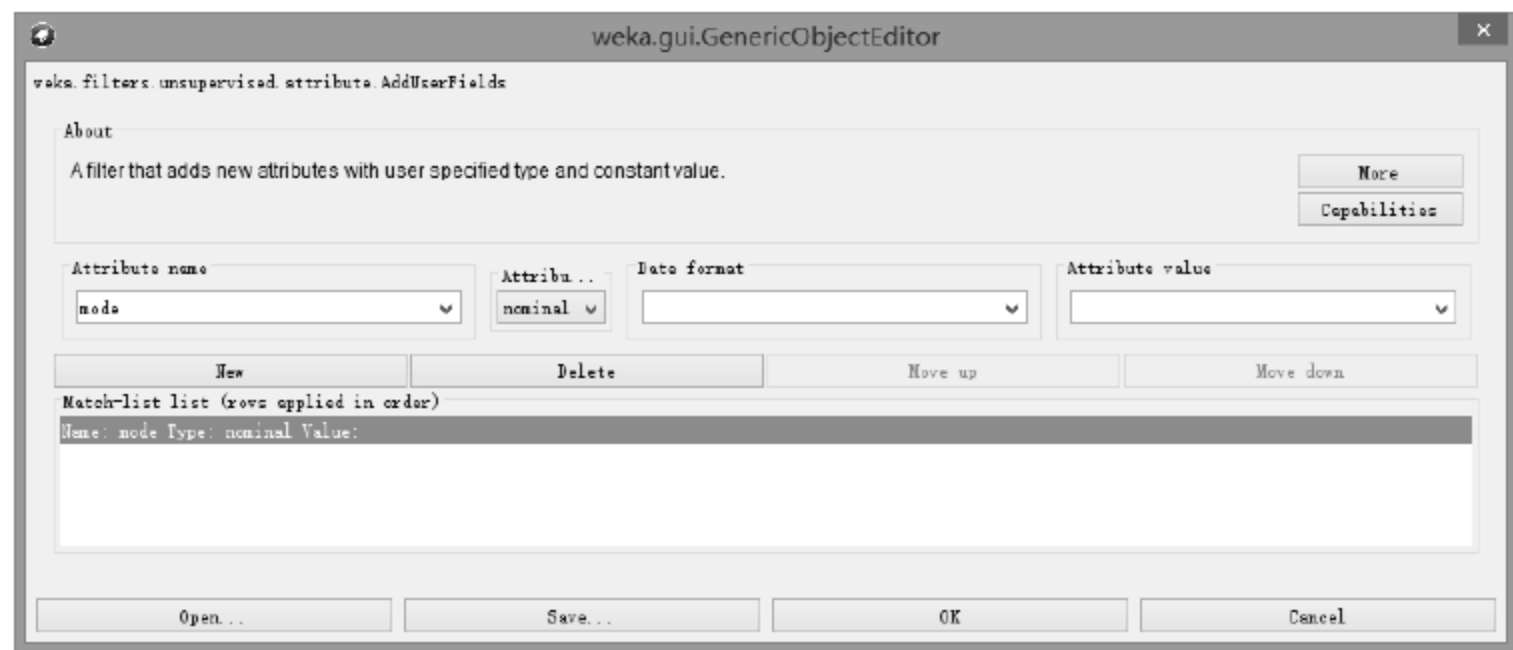 weka.gui.GenericObjectEditor
weka.filters.unsupervised.attribute.AddUserFields
About
A filter that adds new attributes with user specified type and constant value.
More
Capabilities
Attribute name
Attribu...
Date format
Attribute value
mode
nominal
New
Delete
Move up
Move down
Match-list list (rows applied in order)
Name: mode Type: nominal Value:
Open...
Save...
OK
Cancel